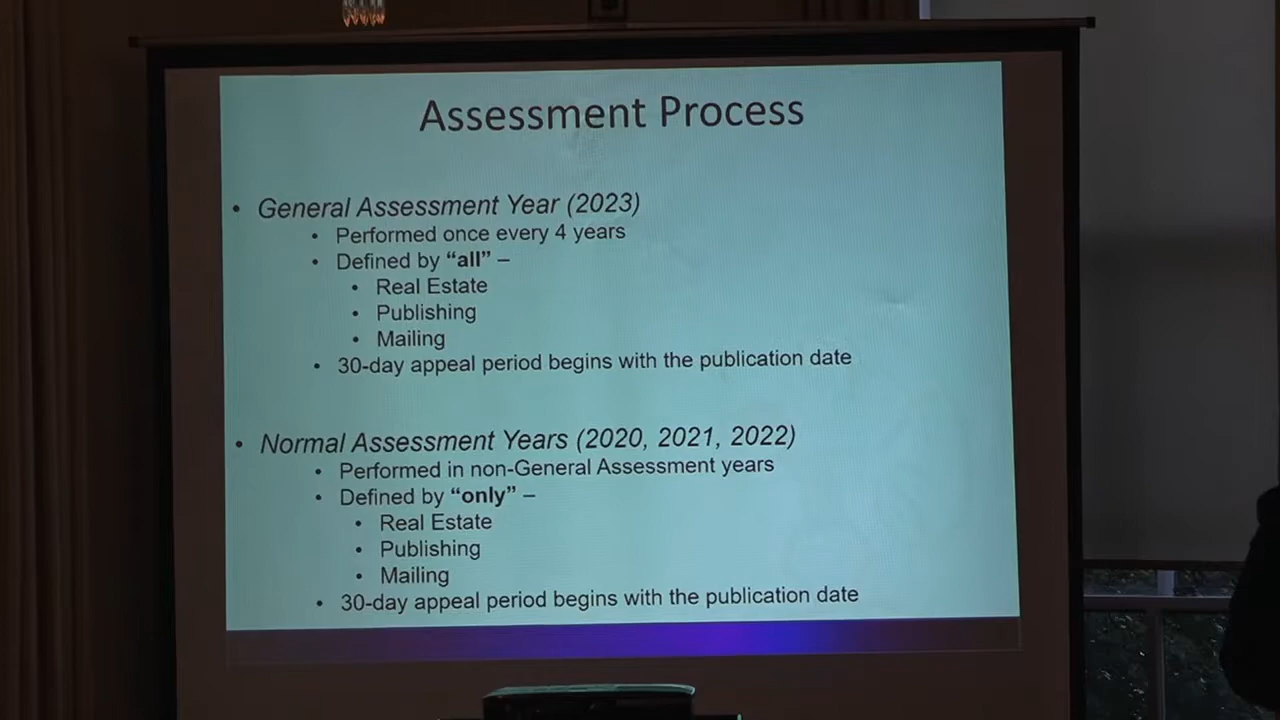 Assessment Process
• General Assessment Year (2023)
• Performed once every 4 years
• Defined by “all” –
• Real Estate
• Publishing
• Mailing
• 30-day appeal period begins with the publication date
• Normal Assessment Years (2020, 2021, 2022)
• Performed in non-General Assessment years
• Defined by “only” –
• Real Estate
• Publishing
• Mailing
• 30-day appeal period begins with the publication date